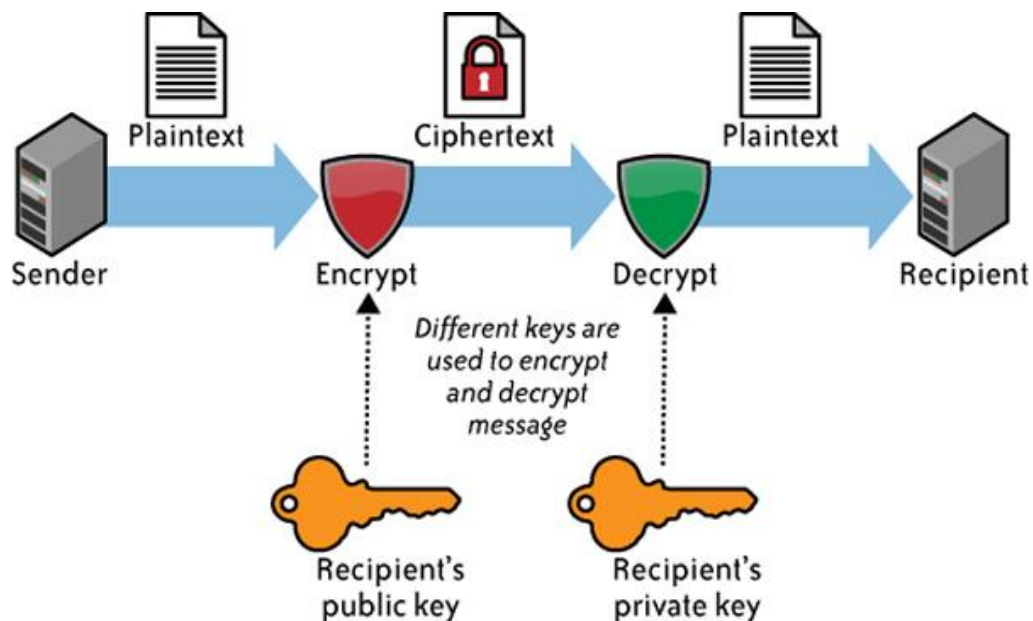 Plaintext
Ciphertext
Plaintext
Sender
Encrypt
Decrypt
Recipient
Different keys are
used to encrypt
and decrypt
message
Recipient's
public key
Recipient's
private key